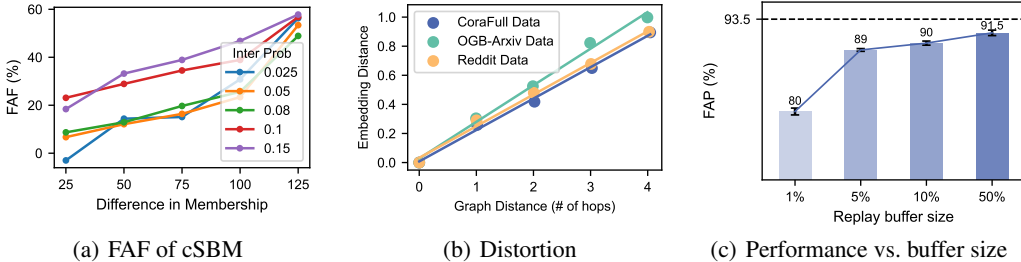 60
40
20
0
FAF (%)
Inter Prob
0.025
0.05
0.08
0.1
0.15
25 50 75 100 125
Difference in Membership
(a) FAF of cSBM
1.0
0.8
0.6
0.4
0.2
0.0
Embedding Distance
CoraFull Data
OGB-Arxiv Data
Reddit Data
0 1 2 3 4
Graph Distance (# of hops)
(b) Distortion
93.5
FAP (%)
80
89
90
91.5
1% 5% 10% 50%
Replay buffer size
(c) Performance vs. buffer size